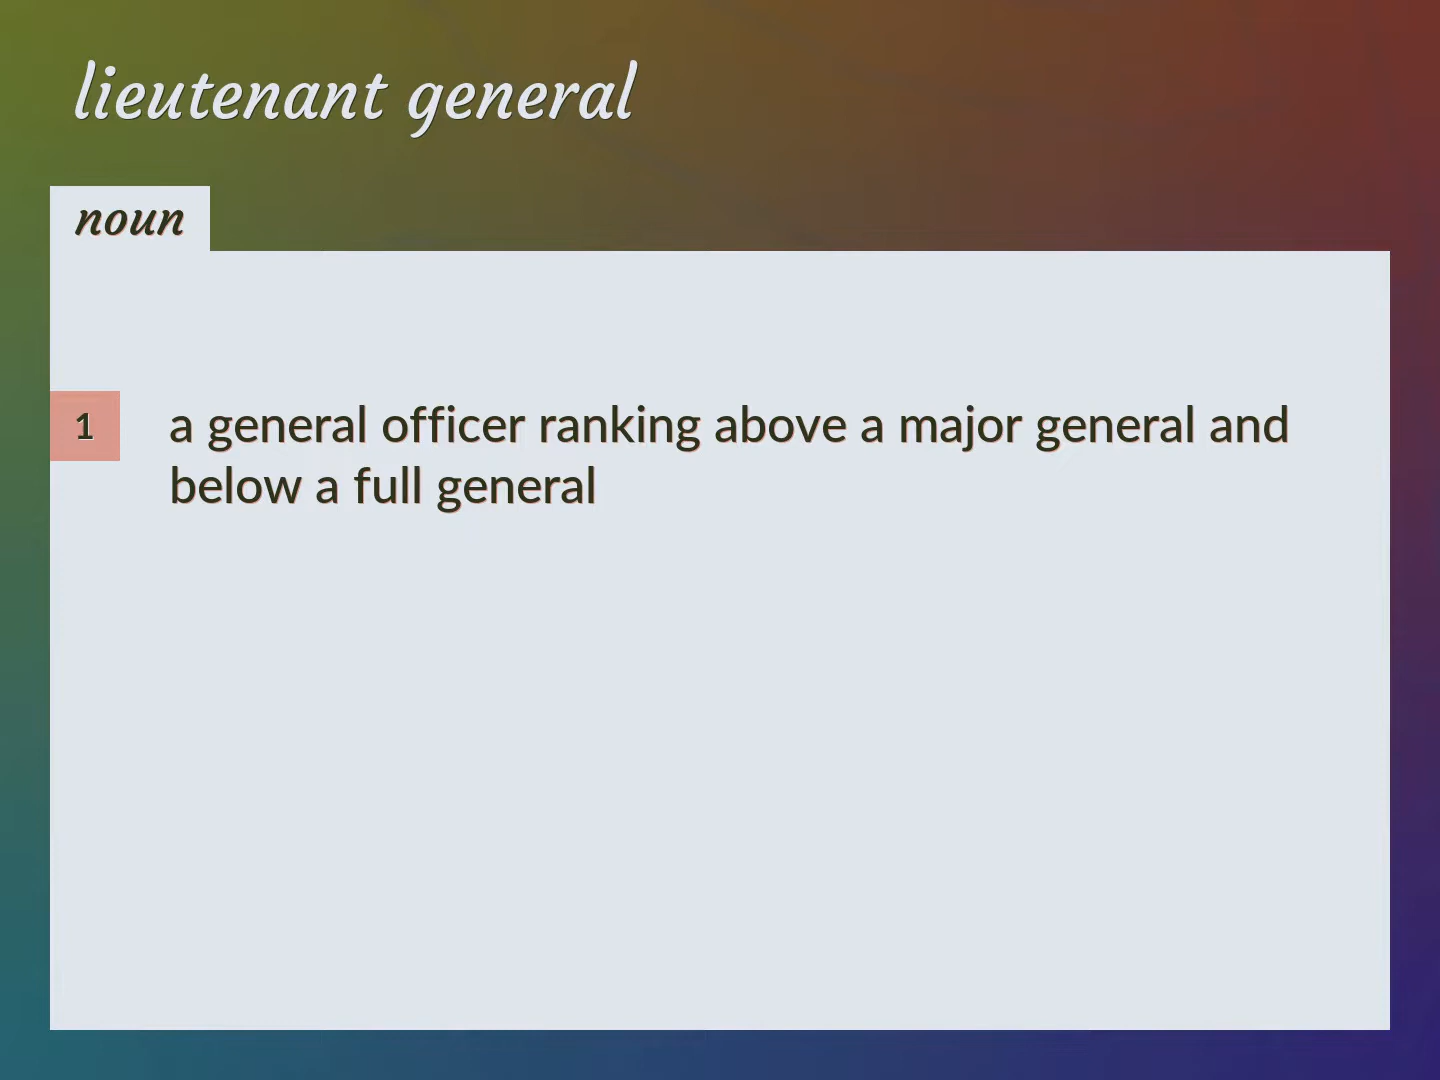 lieutenant general
noun
1 a general officer ranking above a major general and
below a full general